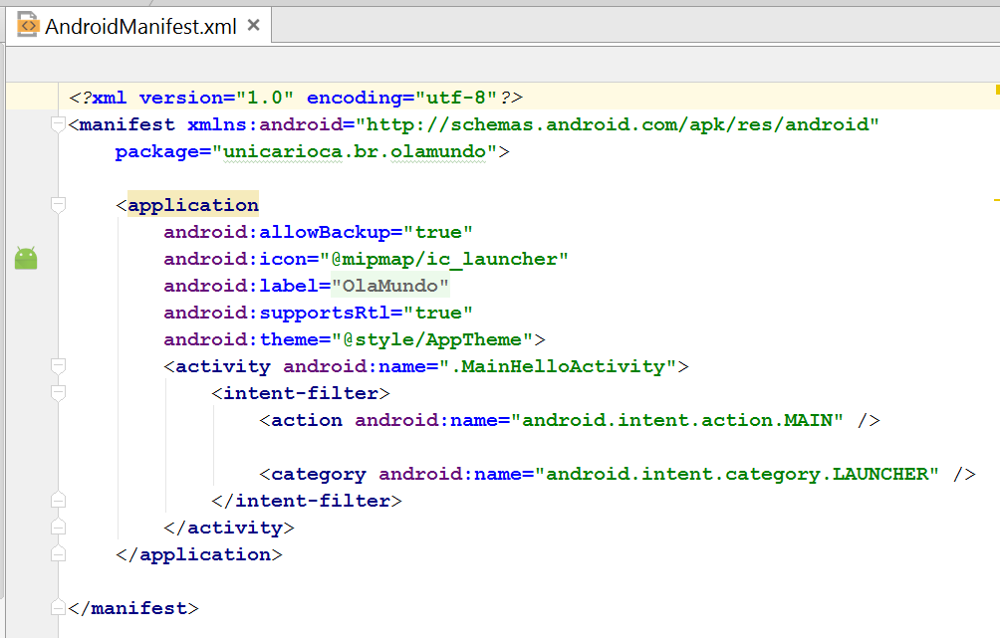 AndroidManifest.xml
<?xml version="1.0" encoding="utf-8"?>
<manifest xmlns:android="http://schemas.android.com/apk/res/android"
    package="unicarioca.br.olamundo">

    <application
        android:allowBackup="true"
        android:icon="@mipmap/ic_launcher"
        android:label="OlaMundo"
        android:supportsRtl="true"
        android:theme="@style/AppTheme">
        <activity android:name=".MainHelloActivity">
            <intent-filter>
                <action android:name="android.intent.action.MAIN" />

                <category android:name="android.intent.category.LAUNCHER" />
            </intent-filter>
        </activity>
    </application>

</manifest>